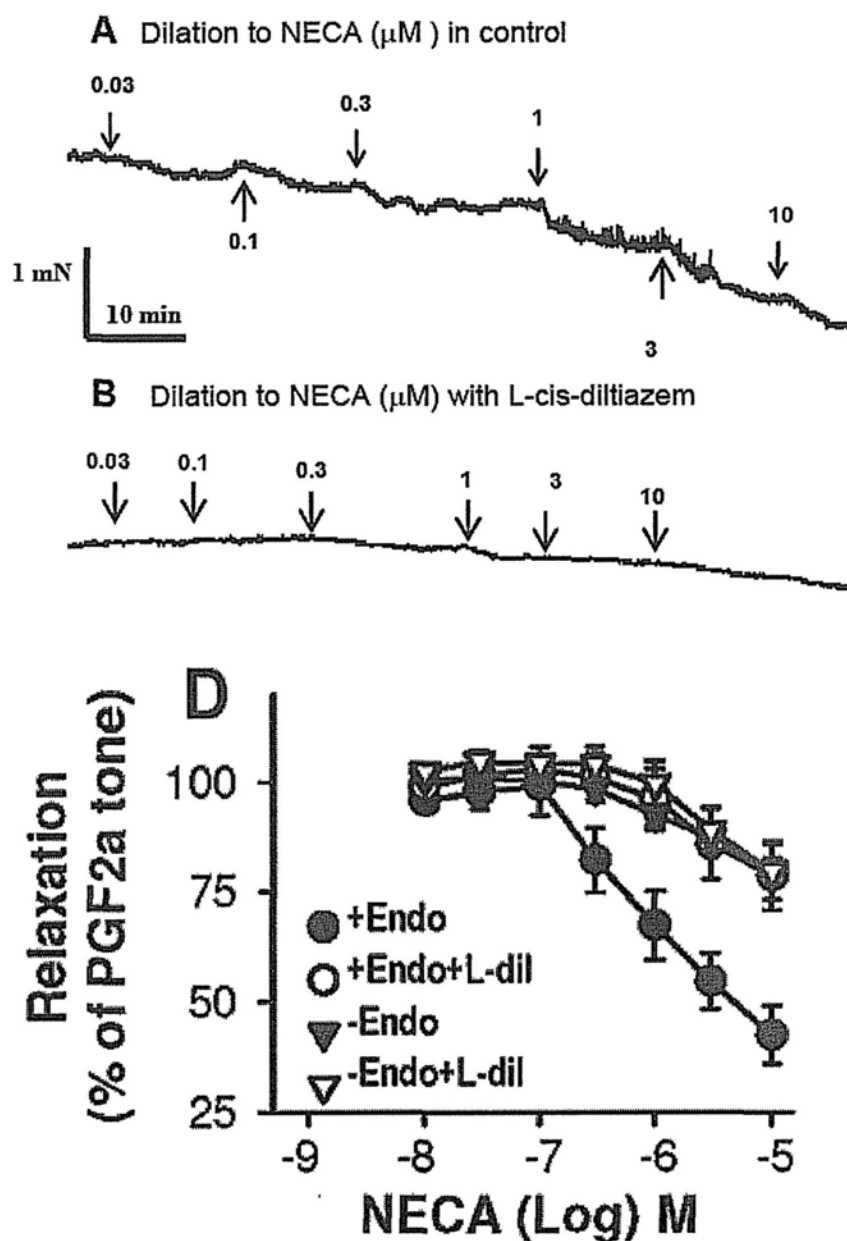 A Dilation to NECA (μM ) in control
0.03
0.3
1
10
0.1
3
1 mN
10 min
B Dilation to NECA (μM) with L-cis-diltiazem
0.03 0.1 0.3 1 3 10
D
Relaxation
(% of PGF2a tone)
100
75
50
25
+Endo
+Endo+L-dil
-Endo
-Endo+L-dil
-9 -8 -7 -6 -5
NECA (Log) M